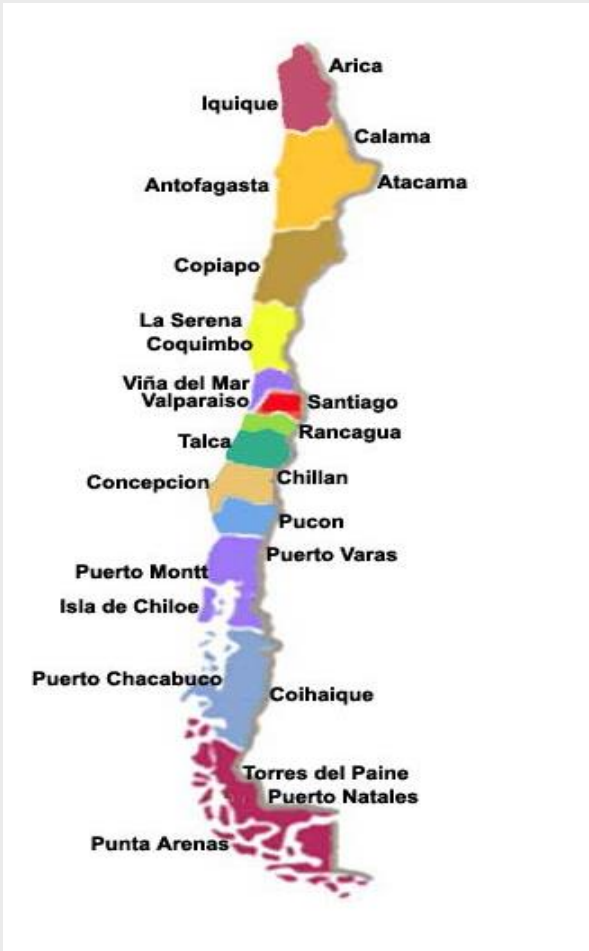 Arica
Iquique
Calama
Antofagasta
Atacama
Copiapo
La Serena
Coquimbo
Viña del Mar
Valparaiso
Santiago
Rancagua
Talca
Chillan
Concepcion
Pucon
Puerto Varas
Puerto Montt
Isla de Chiloe
Puerto Chacabuco
Coihaique
Torres del Paine
Puerto Natales
Punta Arenas